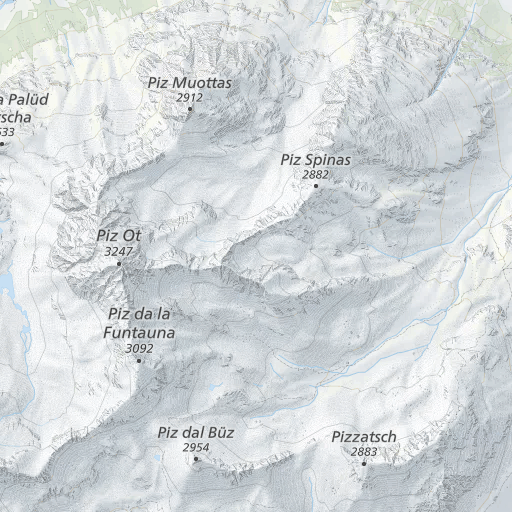 Piz Muottas
2912
a Palüd
scha
633
Piz Spinas
2882
Piz Ot
3247
Piz da la
Funtauna
3092
Piz dal Büz
2954
Pizzatsch
2883